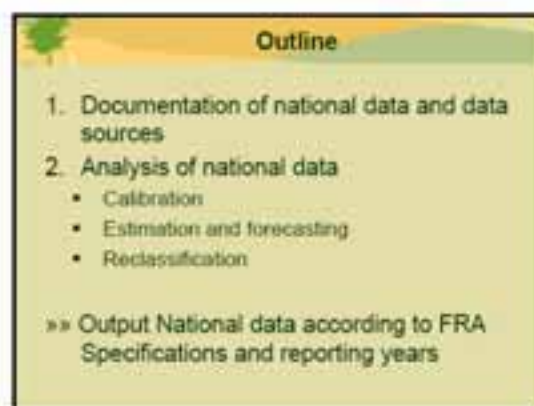 Outline
1. Documentation of national data and data
sources
2. Analysis of national data
▪ Calibration
▪ Estimation and forecasting
▪ Reclassification
»» Output National data according to FRA
Specifications and reporting years